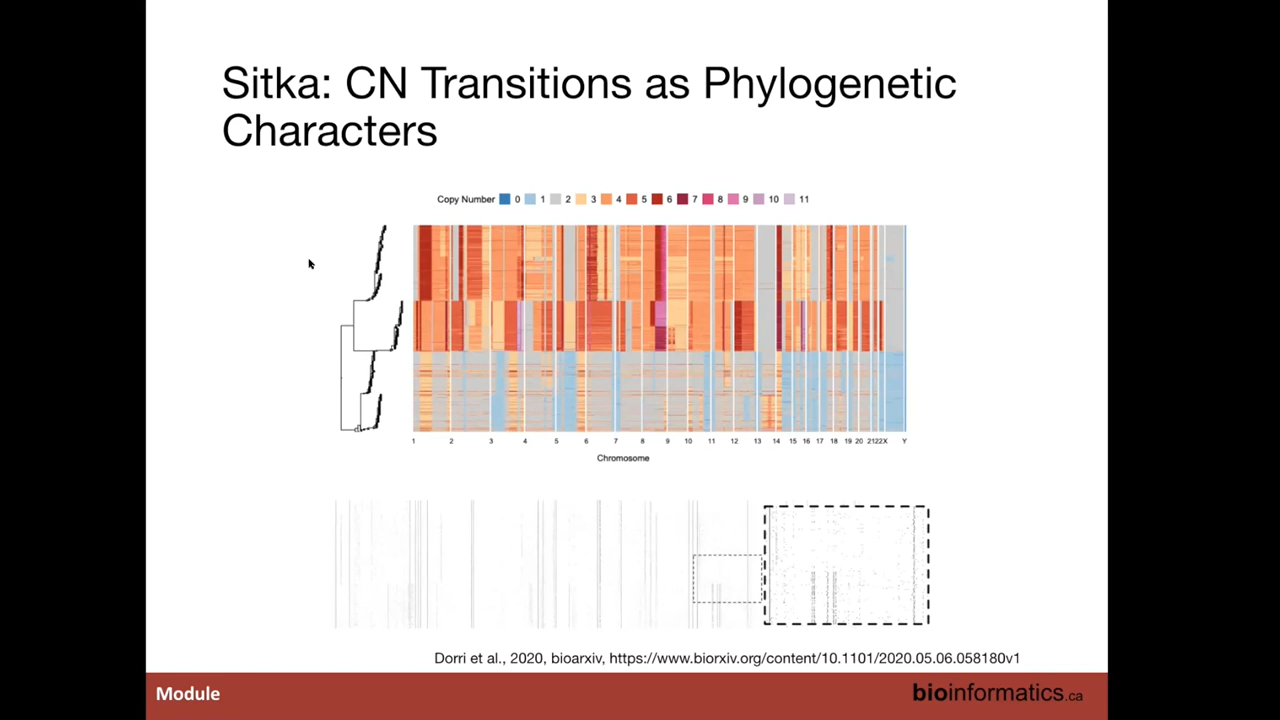 Sitka: CN Transitions as Phylogenetic
Characters
Copy Number 0 1 2 3 4 5 6 7 8 9 10 11
1 2 3 4 5 6 7 8 9 10 11 12 13 14 15 16 17 18 19 20 2122X Y
Chromosome
Dorri et al., 2020, bioarxiv, https://www.biorxiv.org/content/10.1101/2020.05.06.058180v1
Module
bioinformatics.ca